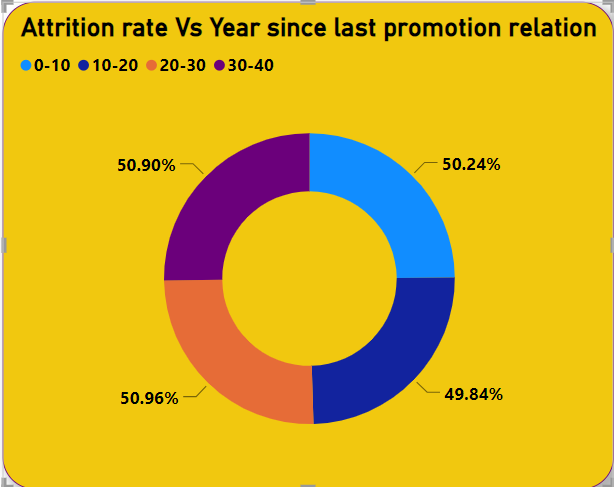 Attrition rate Vs Year since last promotion relation
0-10 10-20 20-30 30-40
50.90% 50.24%
50.96% 49.84%